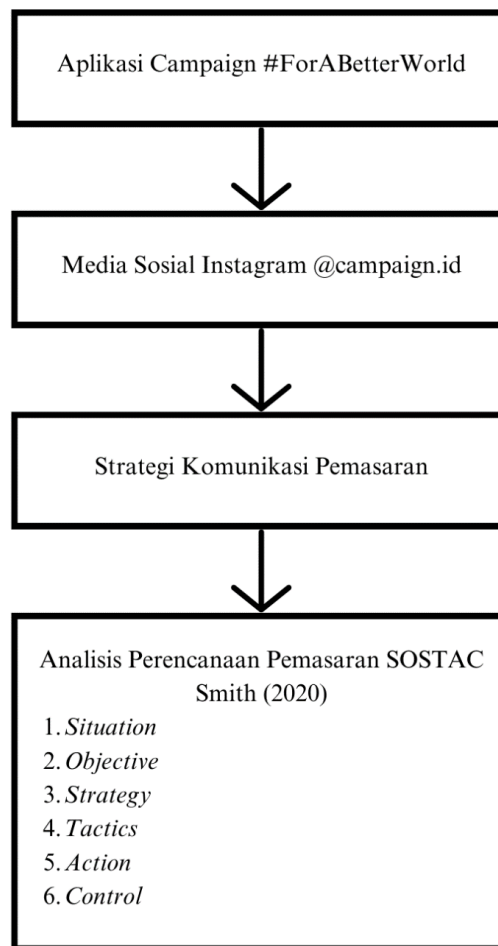 Aplikasi Campaign #ForABetterWorld
Media Sosial Instagram @campaign.id
Strategi Komunikasi Pemasaran
Analisis Perencanaan Pemasaran SOSTAC
Smith (2020)
1. Situation
2. Objective
3. Strategy
4. Tactics
5. Action
6. Control